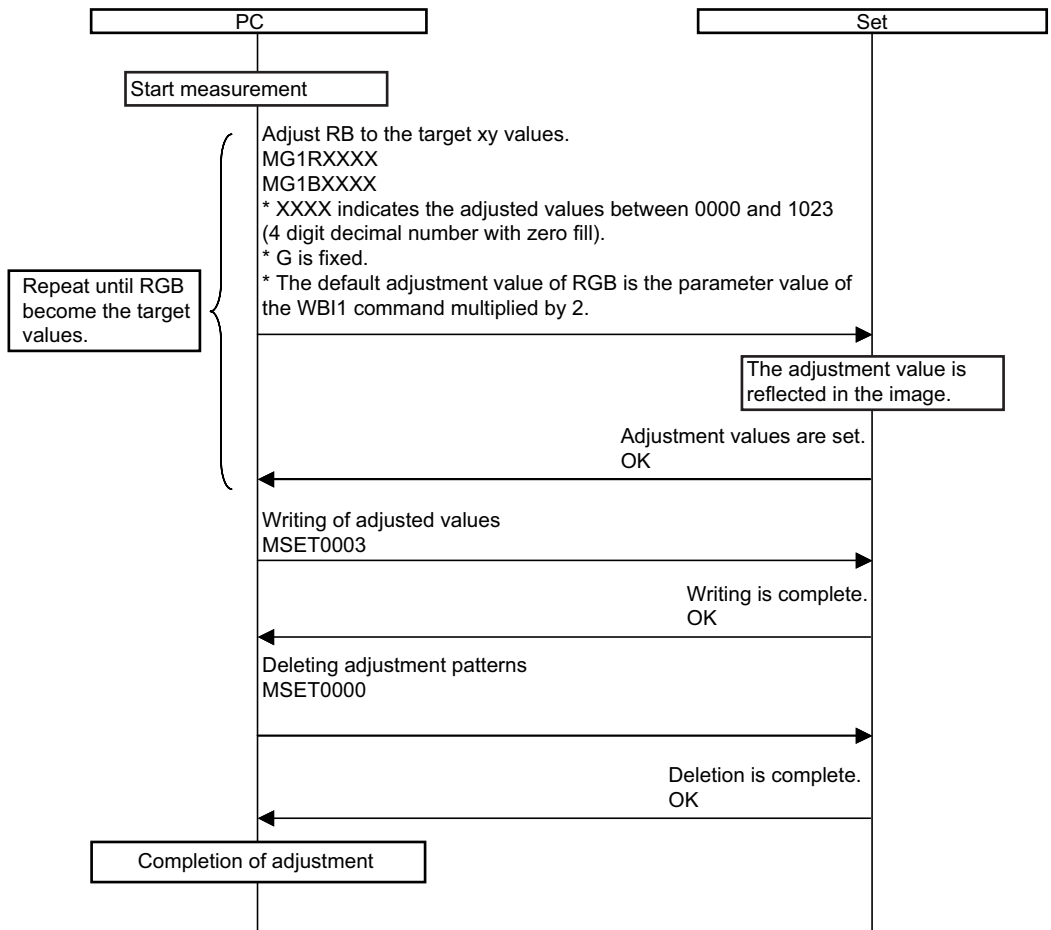 PC
Set
Start measurement
Adjust RB to the target xy values.
MG1RXXXX
MG1BXXXX
* XXXX indicates the adjusted values between 0000 and 1023
(4 digit decimal number with zero fill).
* G is fixed.
* The default adjustment value of RGB is the parameter value of
the WBI1 command multiplied by 2.
Repeat until RGB
become the target
values.
The adjustment value is
reflected in the image.
Adjustment values are set.
OK
Writing of adjusted values
MSET0003
Writing is complete.
OK
Deleting adjustment patterns
MSET0000
Deletion is complete.
OK
Completion of adjustment